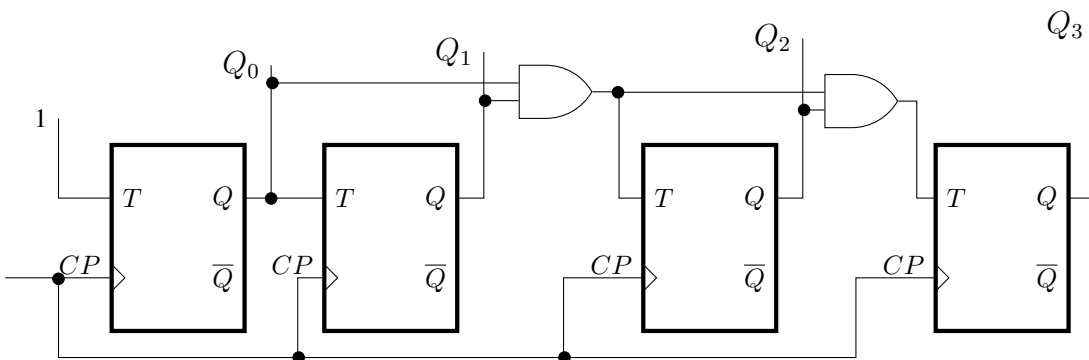 Q₃
Q₂
Q₁
Q₀
1
T Q T Q T Q T Q
CP CP CP CP
Q̅ Q̅ Q̅ Q̅